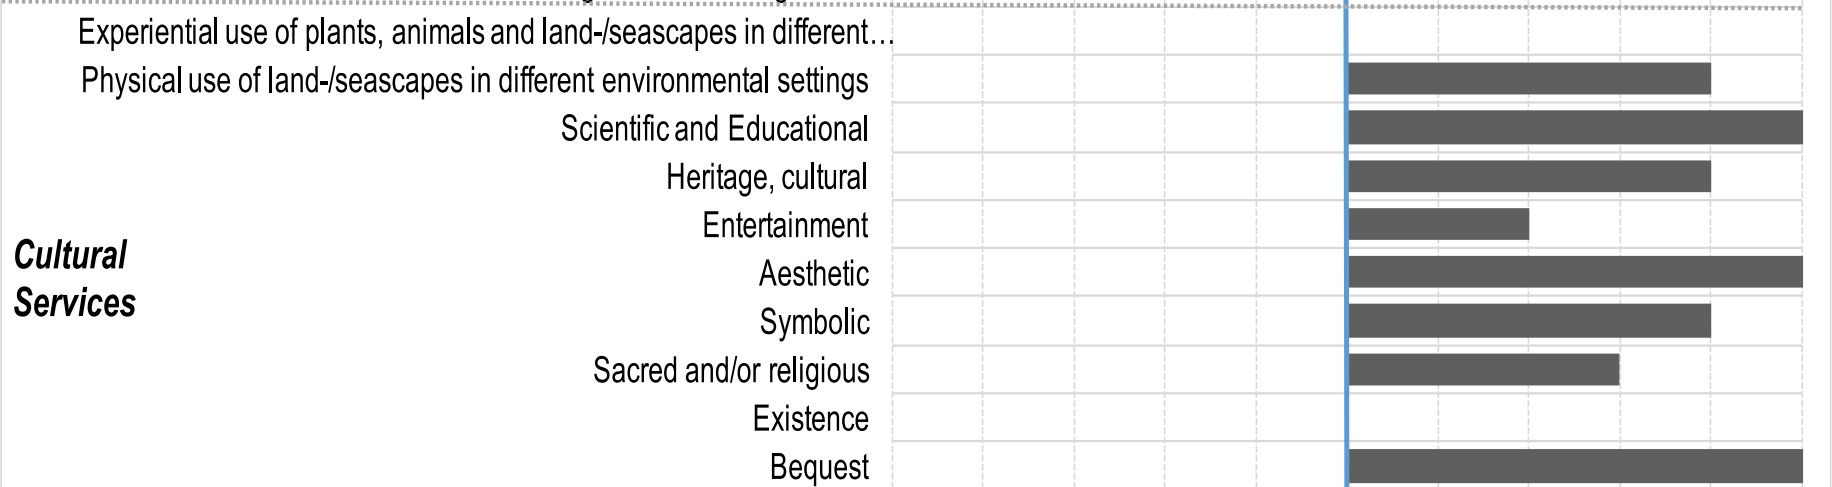 Experiential use of plants, animals and land-/seascapes in different…
Physical use of land-/seascapes in different environmental settings
Scientific and Educational
Heritage, cultural
Entertainment
Cultural
Services
Aesthetic
Symbolic
Sacred and/or religious
Existence
Bequest